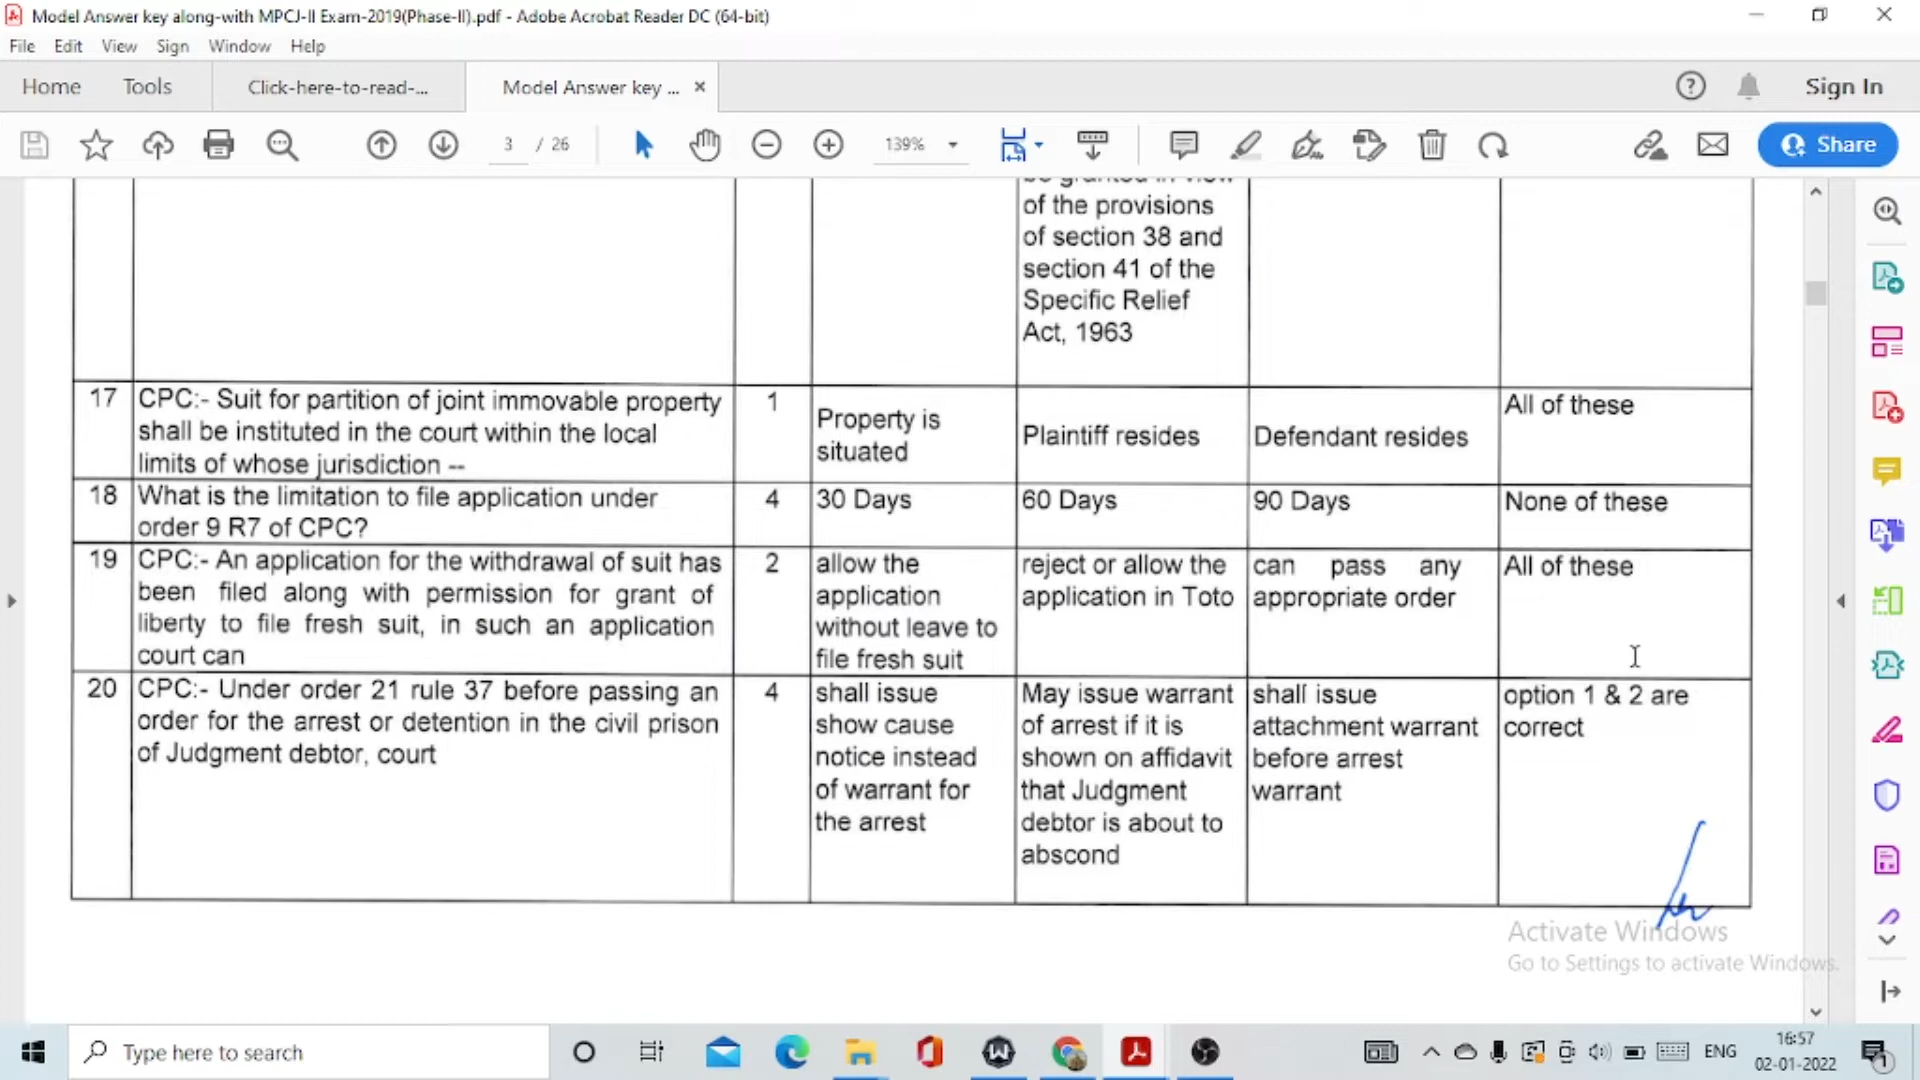 Model Answer key along-with MPCJ-II Exam-2019(Phase-II).pdf - Adobe Acrobat Reader DC (64-bit)
File Edit View Sign Window Help
Home Tools Click-here-to-read-... Model Answer key ... × Sign In
3 / 26 139% Share
be granted in view
of the provisions
of section 38 and
section 41 of the
Specific Relief
Act, 1963
17
CPC:- Suit for partition of joint immovable property
shall be instituted in the court within the local
limits of whose jurisdiction --
1
Property is
situated
Plaintiff resides
Defendant resides
All of these
18
What is the limitation to file application under
order 9 R7 of CPC?
4
30 Days
60 Days
90 Days
None of these
19
CPC:- An application for the withdrawal of suit has
been filed along with permission for grant of
liberty to file fresh suit, in such an application
court can
2
allow the
application
without leave to
file fresh suit
reject or allow the
application in Toto
can pass any
appropriate order
All of these
20
CPC:- Under order 21 rule 37 before passing an
order for the arrest or detention in the civil prison
of Judgment debtor, court
4
shall issue
show cause
notice instead
of warrant for
the arrest
May issue warrant
of arrest if it is
shown on affidavit
that Judgment
debtor is about to
abscond
shall issue
attachment warrant
before arrest
warrant
option 1 & 2 are
correct
Activate Windows
Go to Settings to activate Windows.
Type here to search
ENG
16:57
02-01-2022
1